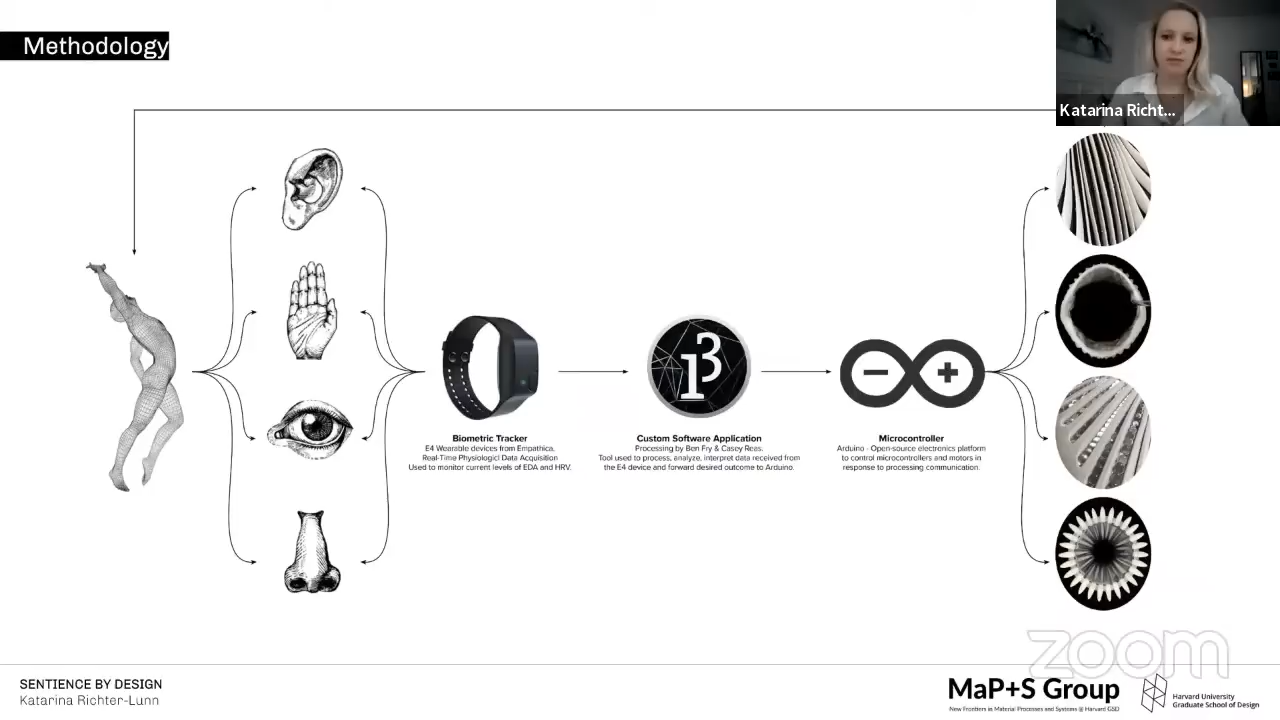 Methodology
Katarina Richt...
Biometric Tracker
E4 Wearable devices from Empathica.
Real-Time Physiologicl Data Acquisition
Used to monitor current levels of EDA and HRV.
13
Custom Software Application
Processing by Ben Fry & Casey Reas.
Tool used to process, analyze, interpret data received from
the E4 device and forward desired outcome to Arduino.
Microcontroller
Arduino - Open-source electronics platform
to control microcontrollers and motors in
response to processing communication.
zoom
SENTIENCE BY DESIGN
Katarina Richter-Lunn
MaP+S Group
New Frontiers in Material Processes and Systems @ Harvard GSD
Harvard University
Graduate School of Design